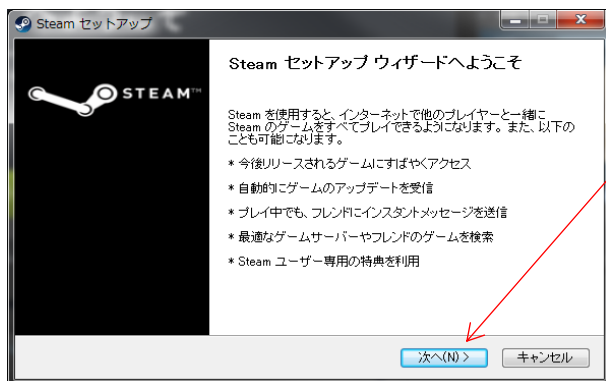 Steam セットアップ
STEAM™
Steam セットアップ ウィザードへようこそ
Steam を使用すると、インターネットで他のプレイヤーと一緒に
Steam のゲームをすべてプレイできるようになります。また、以下の
ことも可能になります。
* 今後リリースされるゲームにすばやくアクセス
* 自動的にゲームのアップデートを受信
* プレイ中でも、フレンドにインスタントメッセージを送信
* 最適なゲームサーバーやフレンドのゲームを検索
* Steam ユーザー専用の特典を利用
次へ(N) >
キャンセル